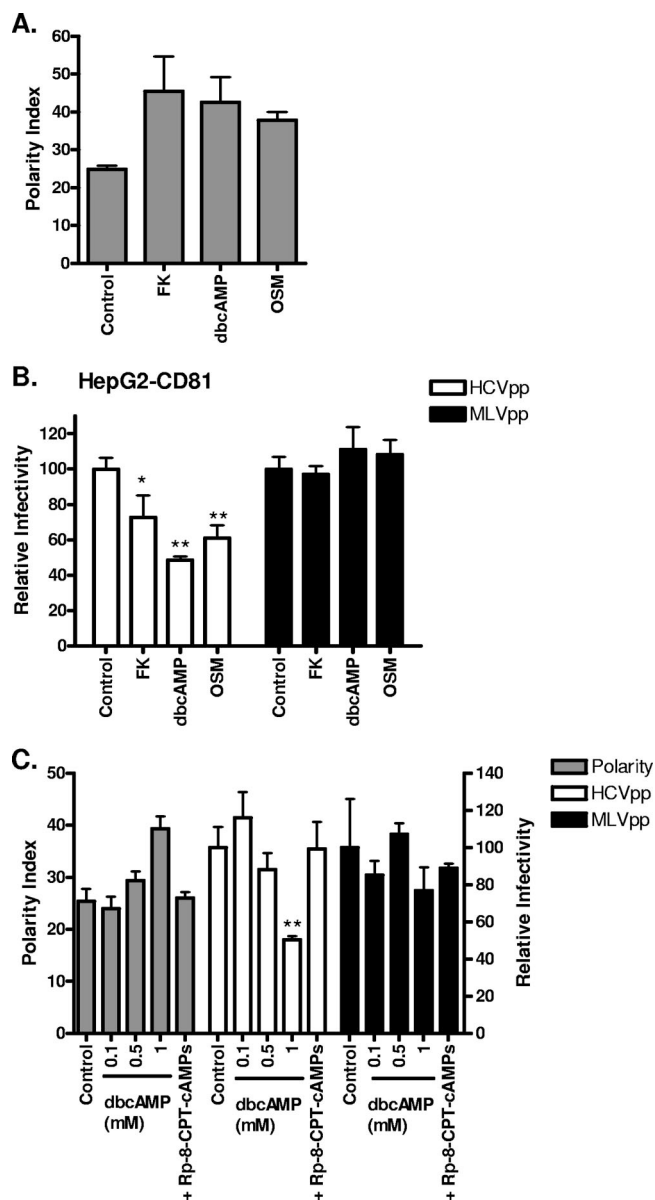 A.
60
50
40
30
20
10
0
Polarity Index
Control
FK
dbcAMP
OSM
B.
HepG2-CD81
HCVpp
MLVpp
120
100
80
60
40
20
0
Relative Infectivity
* ** **
Control
FK
dbcAMP
OSM
Control
FK
dbcAMP
OSM
C.
50
40
30
20
10
0
Polarity Index
140
120
100
80
60
40
20
0
Relative Infectivity
Polarity
HCVpp
MLVpp
**
Control
0.1
0.5
1
+ Rp-8-CPT-cAMPs
dbcAMP
(mM)
Control
0.1
0.5
1
+ Rp-8-CPT-cAMPs
dbcAMP
(mM)
Control
0.1
0.5
1
+ Rp-8-CPT-cAMPs
dbcAMP
(mM)